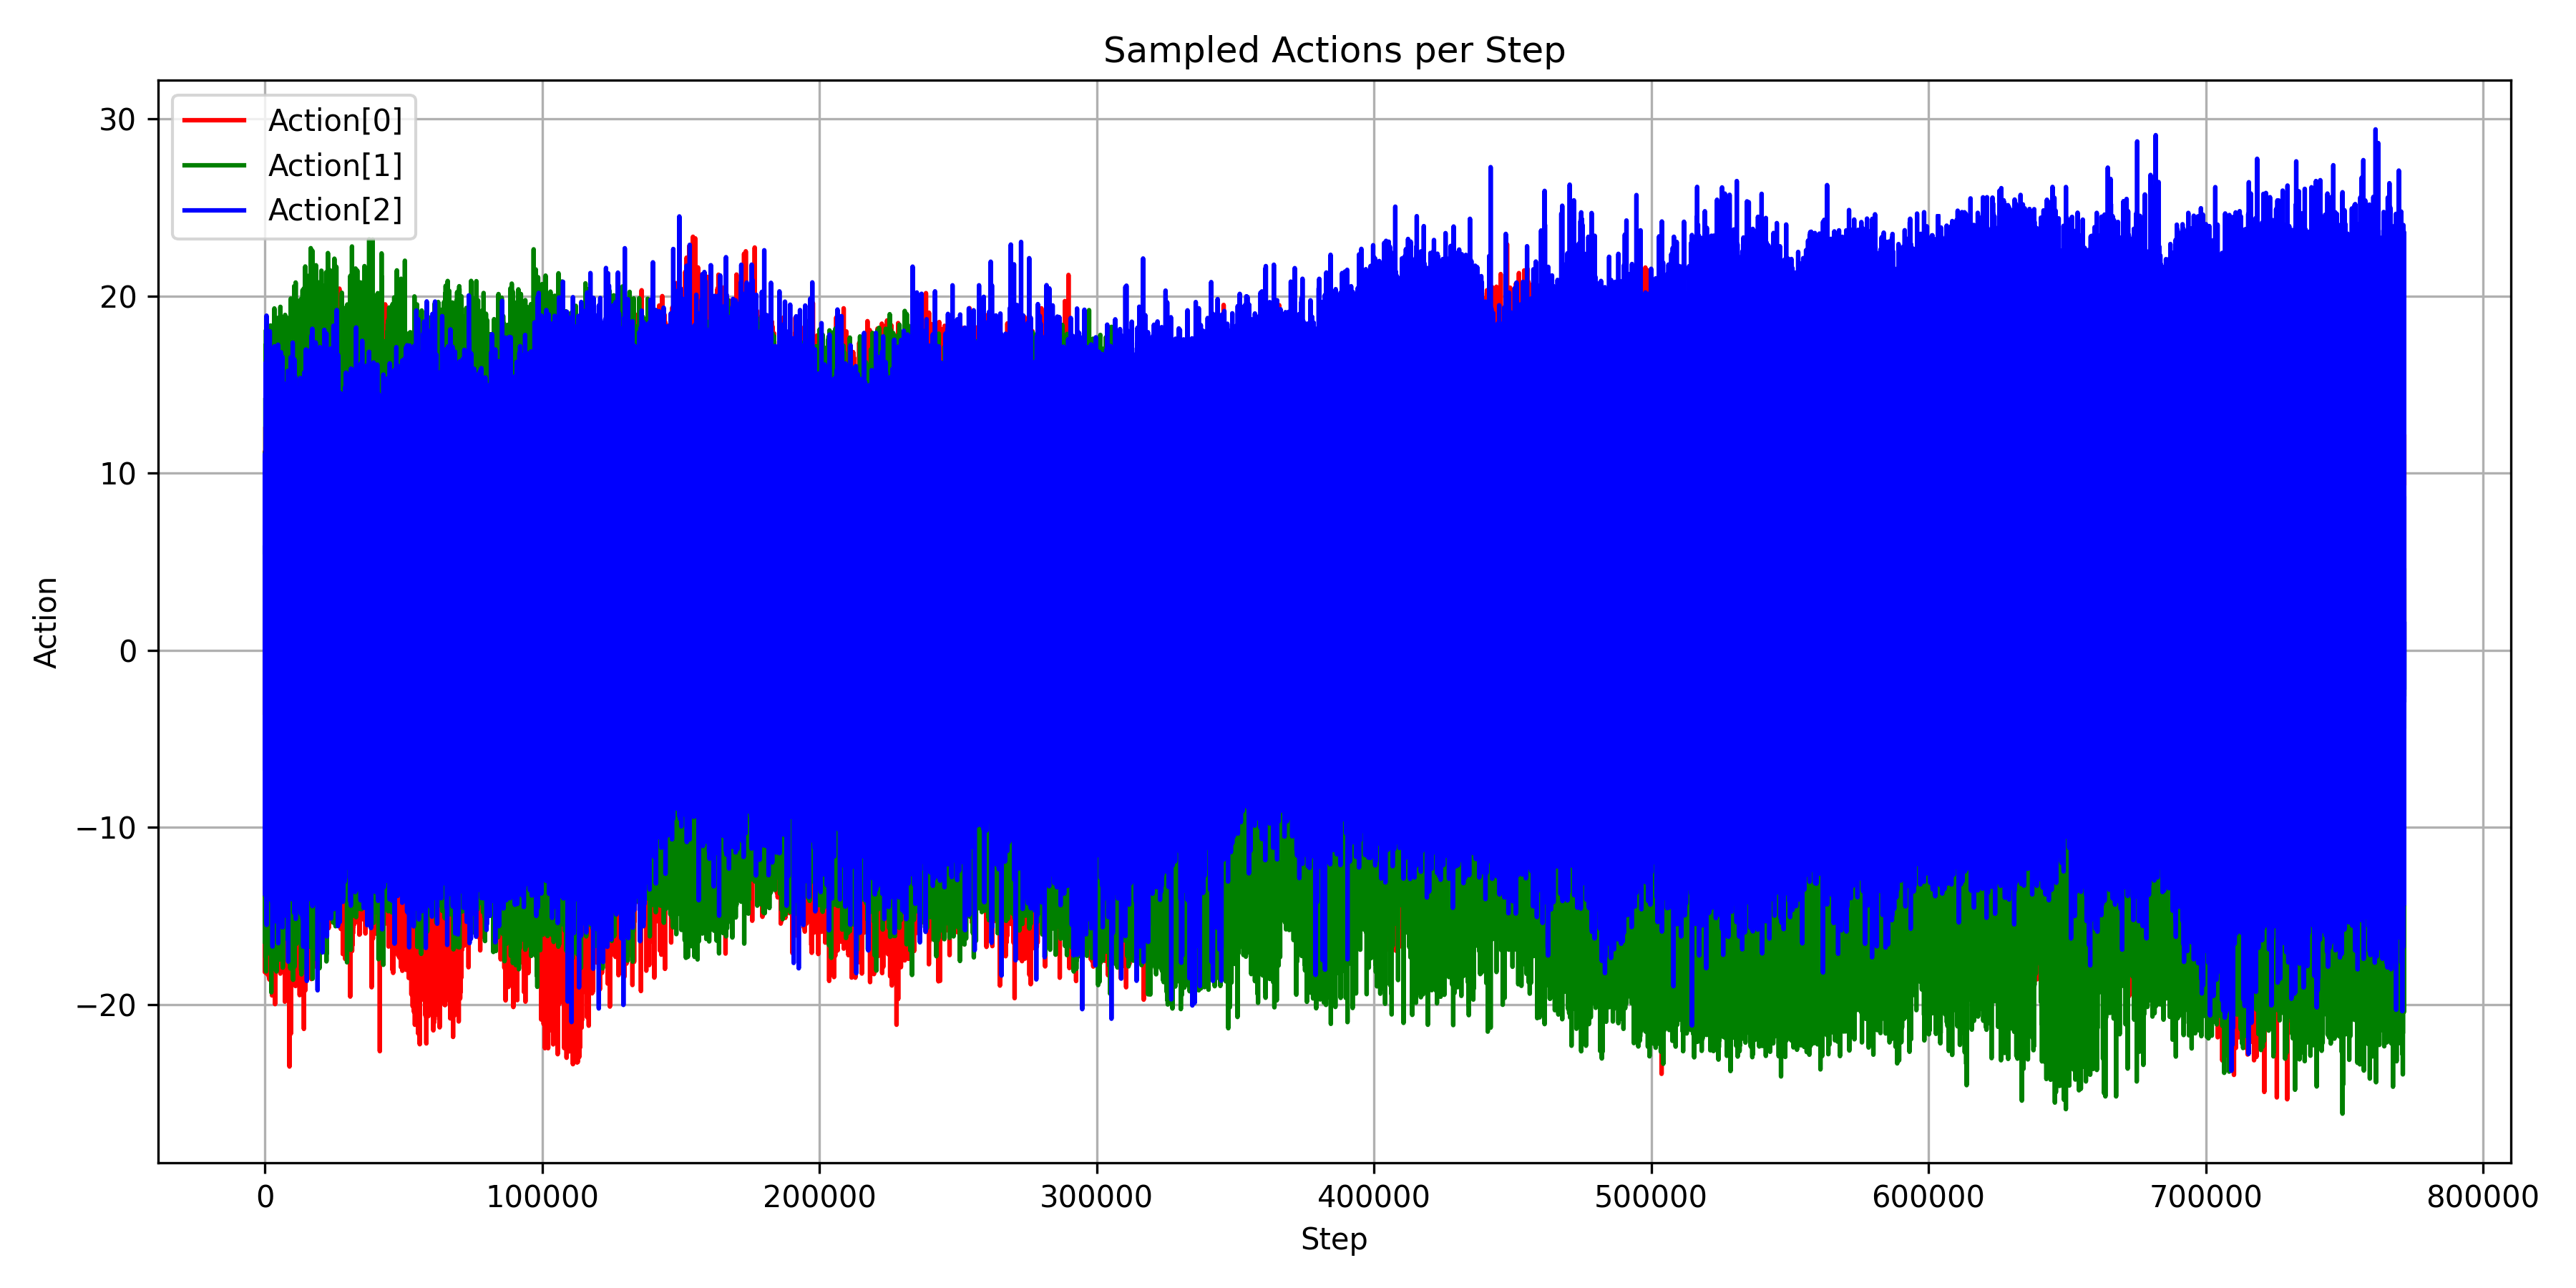 Sampled Actions per Step
Action[0]
Action[1]
Action[2]
30
20
10
0
−10
−20
Action
0
100000
200000
300000
400000
500000
600000
700000
800000
Step